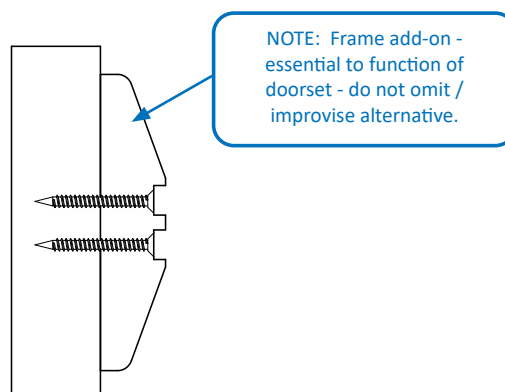 NOTE:  Frame add-on -
essential to function of
doorset - do not omit /
improvise alternative.